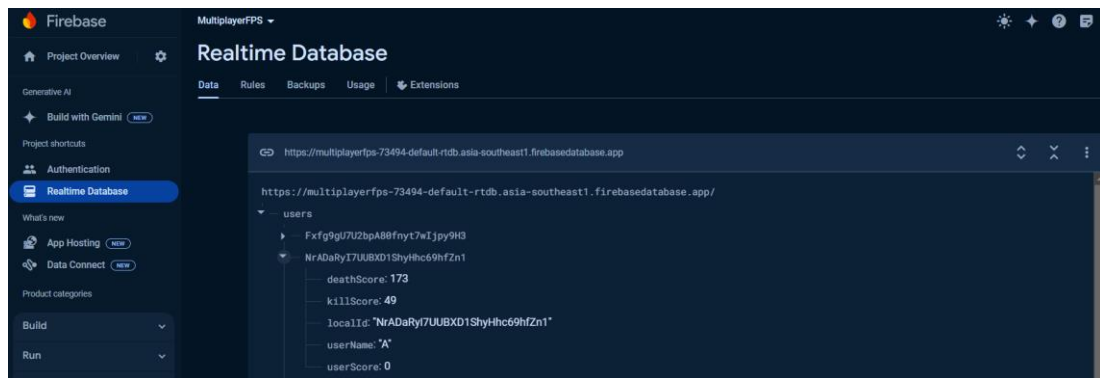 Firebase
Project Overview
Generative AI
Build with Gemini NEW
Project shortcuts
Authentication
Realtime Database
What's new
App Hosting NEW
Data Connect NEW
Product categories
Build
Run
MultiplayerFPS
Realtime Database
Data Rules Backups Usage Extensions
https://multiplayerfps-73494-default-rtdb.asia-southeast1.firebasedatabase.app
https://multiplayerfps-73494-default-rtdb.asia-southeast1.firebasedatabase.app/
users
Fxfg9gU7U2bpA80fnyt7wIjpy9H3
NrADaRyI7UUBXD1ShyHhc69hfZn1
deathScore: 173
killScore: 49
localId: "NrADaRyI7UUBXD1ShyHhc69hfZn1"
userName: "A"
userScore: 0